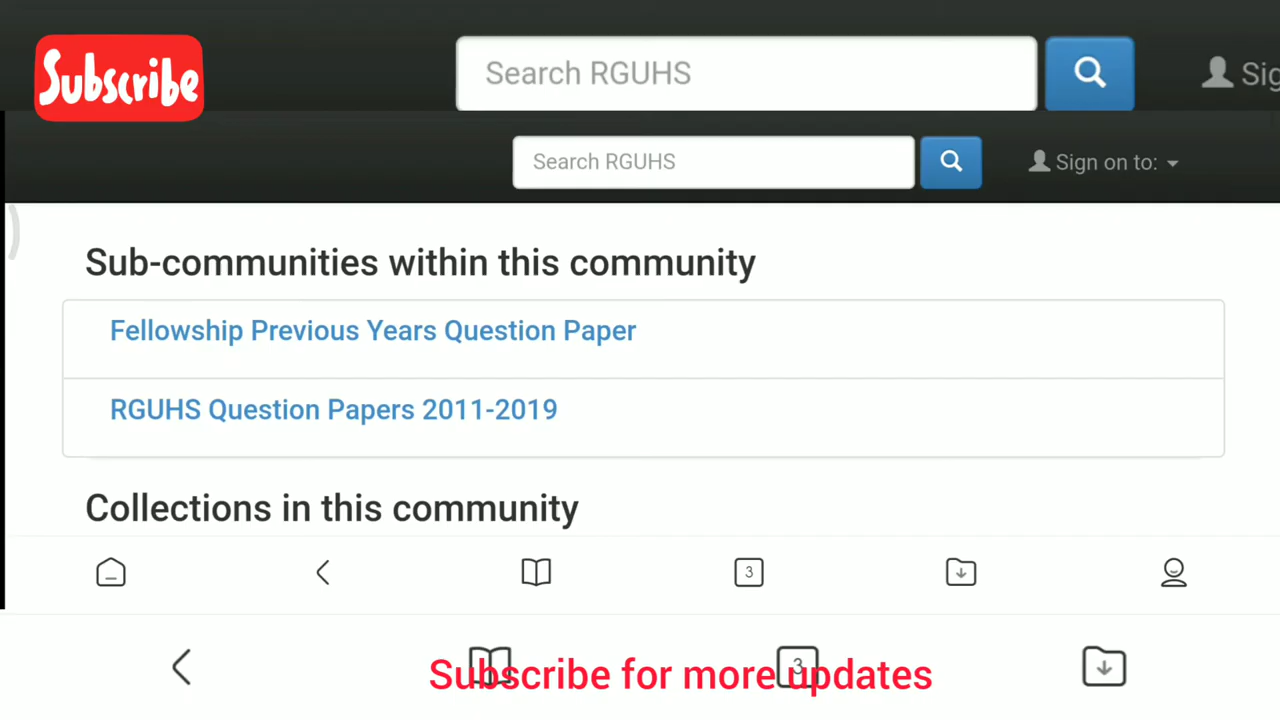 Subscribe
Search RGUHS
Sig
Search RGUHS
Sign on to:
Sub-communities within this community
Fellowship Previous Years Question Paper
RGUHS Question Papers 2011-2019
Collections in this community
3
3
Subscribe for more updates